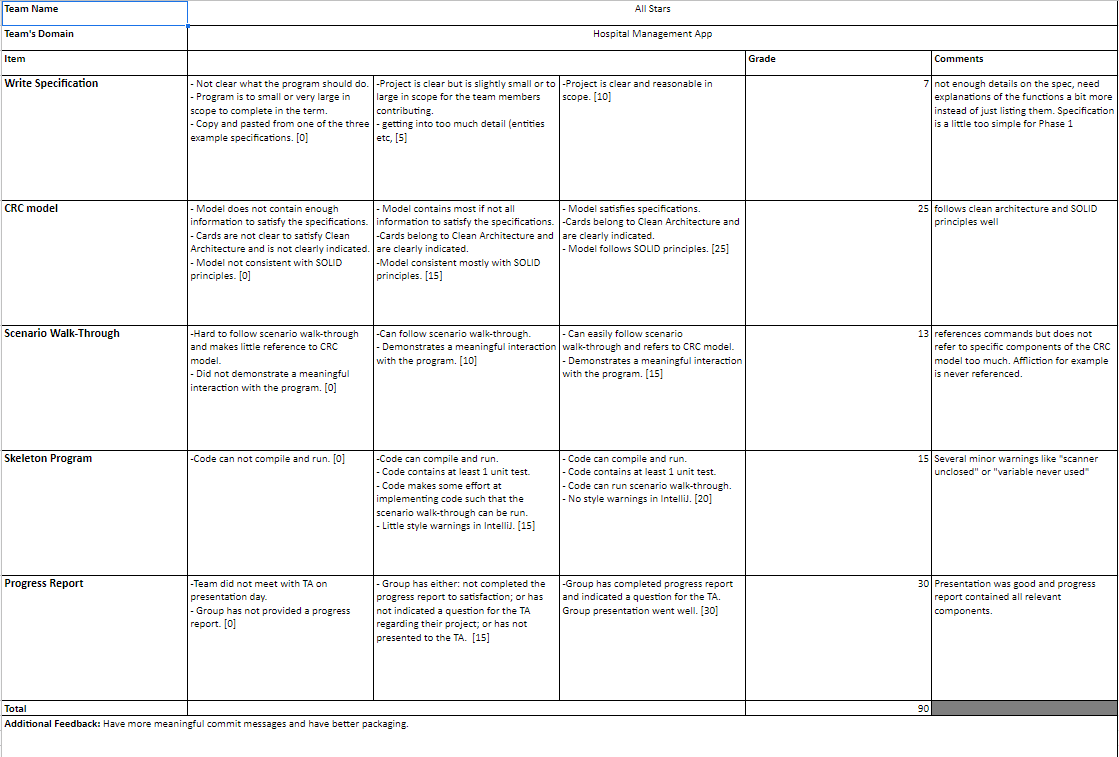 Team Name
All Stars
Team's Domain
Hospital Management App
Item
Grade
Comments
Write Specification
- Not clear what the program should do.
- Program is to small or very large in
scope to complete in the term.
- Copy and pasted from one of the three
example specifications. [0]
-Project is clear but is slightly small or to
large in scope for the team members
contributing.
- getting into too much detail (entities
etc, [5]
-Project is clear and reasonable in
scope. [10]
7
not enough details on the spec, need
explanations of the functions a bit more
instead of just listing them. Specification
is a little too simple for Phase 1
CRC model
- Model does not contain enough
information to satisfy the specifications.
- Cards are not clear to satisfy Clean
Architecture and is not clearly indicated.
- Model not consistent with SOLID
principles. [0]
- Model contains most if not all
information to satisfy the specifications.
-Cards belong to Clean Architecture and
are clearly indicated.
-Model consistent mostly with SOLID
principles. [15]
- Model satisfies specifications.
-Cards belong to Clean Architecture and
are clearly indicated.
- Model follows SOLID principles. [25]
25
follows clean architecture and SOLID
principles well
Scenario Walk-Through
-Hard to follow scenario walk-through
and makes little reference to CRC
model.
- Did not demonstrate a meaningful
interaction with the program. [0]
-Can follow scenario walk-through.
- Demonstrates a meaningful interaction
with the program. [10]
- Can easily follow scenario
walk-through and refers to CRC model.
- Demonstrates a meaningful interaction
with the program. [15]
13
references commands but does not
refer to specific components of the CRC
model too much. Affliction for example
is never referenced.
Skeleton Program
-Code can not compile and run. [0]
-Code can compile and run.
- Code contains at least 1 unit test.
- Code makes some effort at
implementing code such that the
scenario walk-through can be run.
- Little style warnings in IntelliJ. [15]
- Code can compile and run.
- Code contains at least 1 unit test.
- Code can run scenario walk-through.
- No style warnings in IntelliJ. [20]
15
Several minor warnings like "scanner
unclosed" or "variable never used"
Progress Report
-Team did not meet with TA on
presentation day.
- Group has not provided a progress
report. [0]
- Group has either: not completed the
progress report to satisfaction; or has
not indicated a question for the TA
regarding their project; or has not
presented to the TA. [15]
-Group has completed progress report
and indicated a question for the TA.
Group presentation went well. [30]
30
Presentation was good and progress
report contained all relevant
components.
Total
90
Additional Feedback: Have more meaningful commit messages and have better packaging.